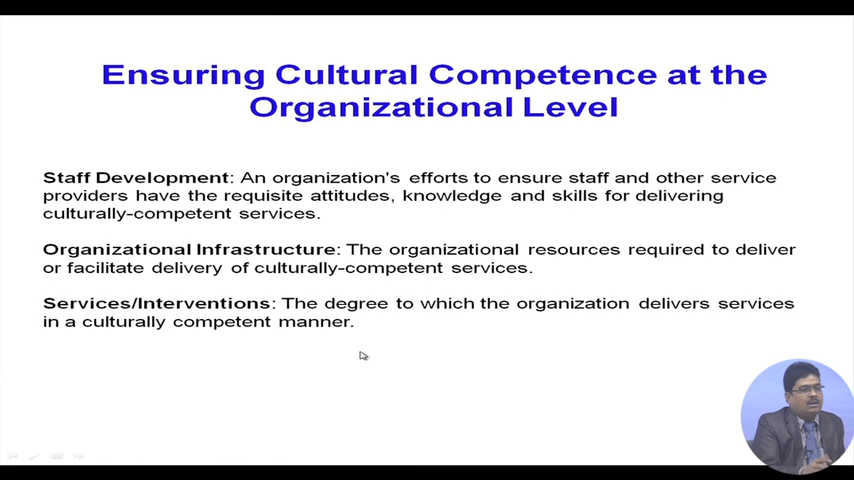 Ensuring Cultural Competence at the
Organizational Level
Staff Development: An organization's efforts to ensure staff and other service
providers have the requisite attitudes, knowledge and skills for delivering
culturally-competent services.
Organizational Infrastructure: The organizational resources required to deliver
or facilitate delivery of culturally-competent services.
Services/Interventions: The degree to which the organization delivers services
in a culturally competent manner.